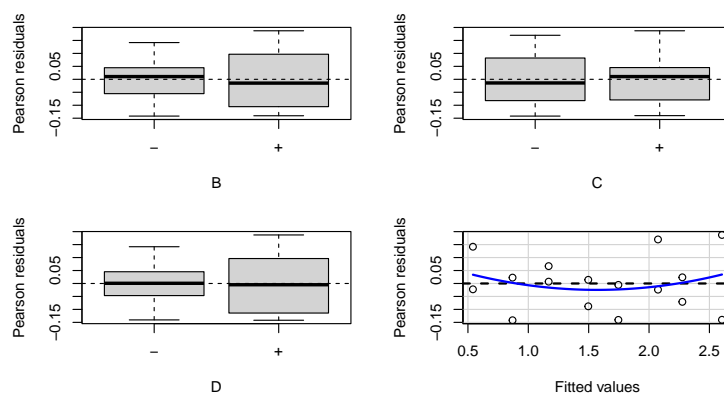 Pearson residuals
0.05
−0.15
− +
B
Pearson residuals
0.05
−0.15
− +
C
Pearson residuals
0.05
−0.15
− +
D
Pearson residuals
0.05
−0.15
0.5 1.0 1.5 2.0 2.5
Fitted values